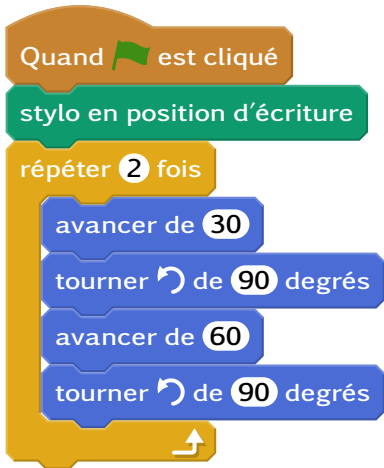 Quand est cliqué
stylo en position d'écriture
répéter 2 fois
avancer de 30
tourner de 90 degrés
avancer de 60
tourner de 90 degrés